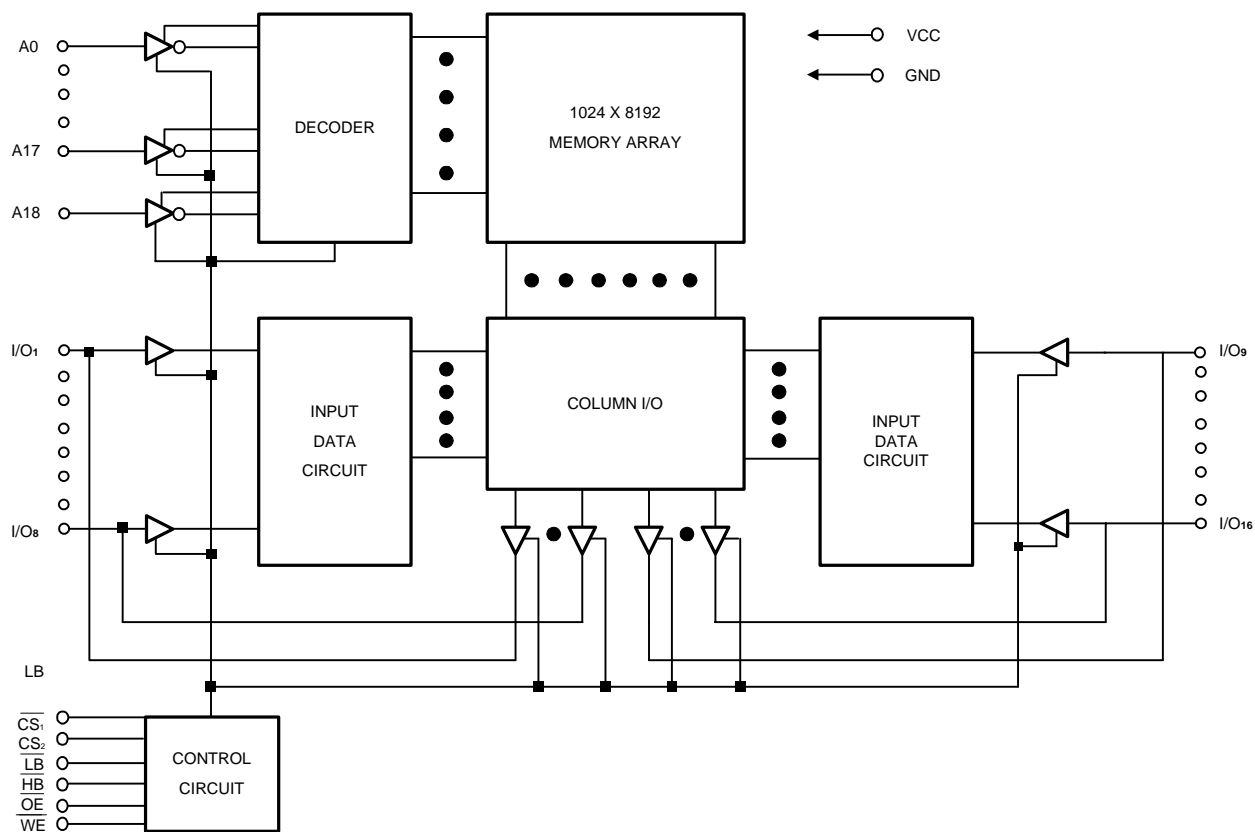 A0
VCC
GND
DECODER
1024 X 8192
MEMORY ARRAY
A17
A18
I/O1
I/O9
INPUT
DATA
CIRCUIT
COLUMN I/O
INPUT
DATA
CIRCUIT
I/O8
I/O16
LB
CS1
CS2
LB
HB
OE
WE
CONTROL
CIRCUIT